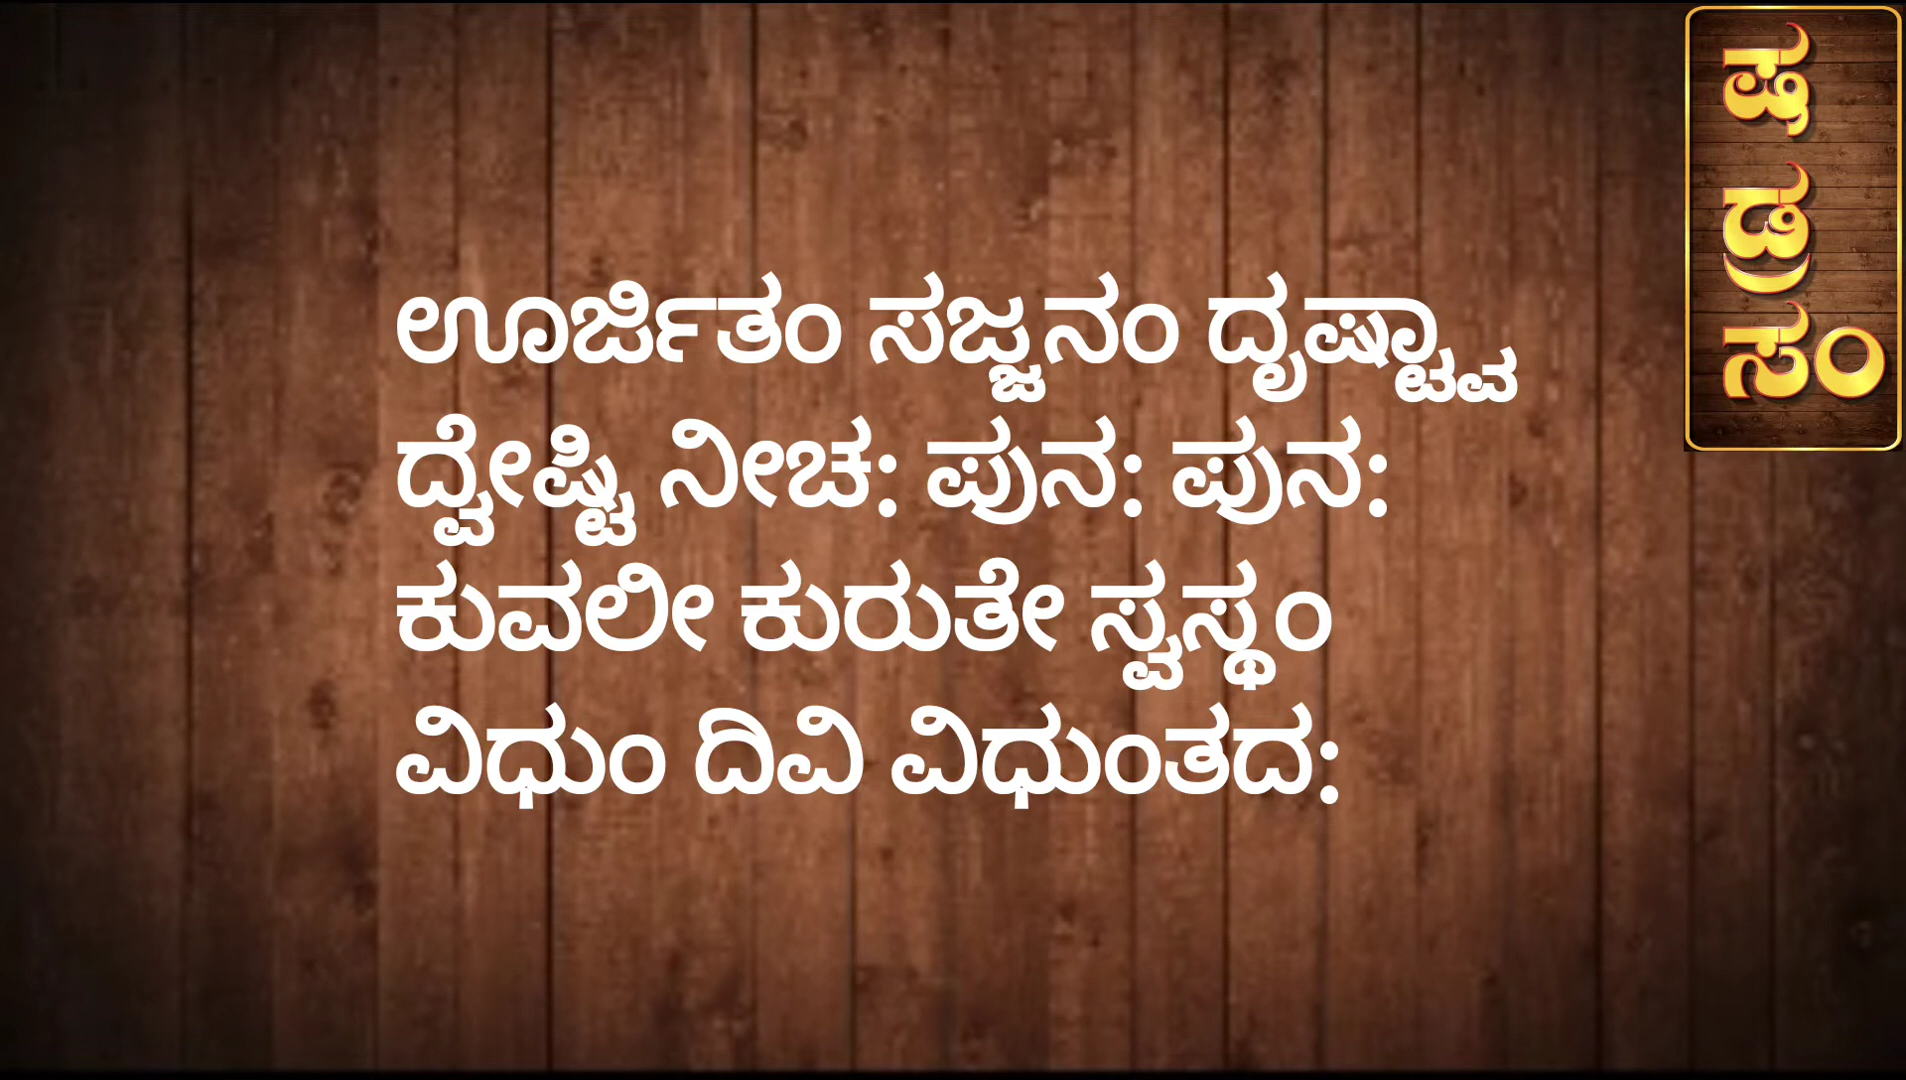 ಊರ್ಜಿತಂ ಸಜ್ಜನಂ ದೃಷ್ಟ್ವಾ
ದ್ವೇಷ್ಟಿ ನೀಚ: ಪುನ: ಪುನ:
ಕುವಲೀ ಕುರುತೇ ಸ್ವಸ್ಥಂ
ವಿಧುಂ ದಿವಿ ವಿಧುಂತದ: